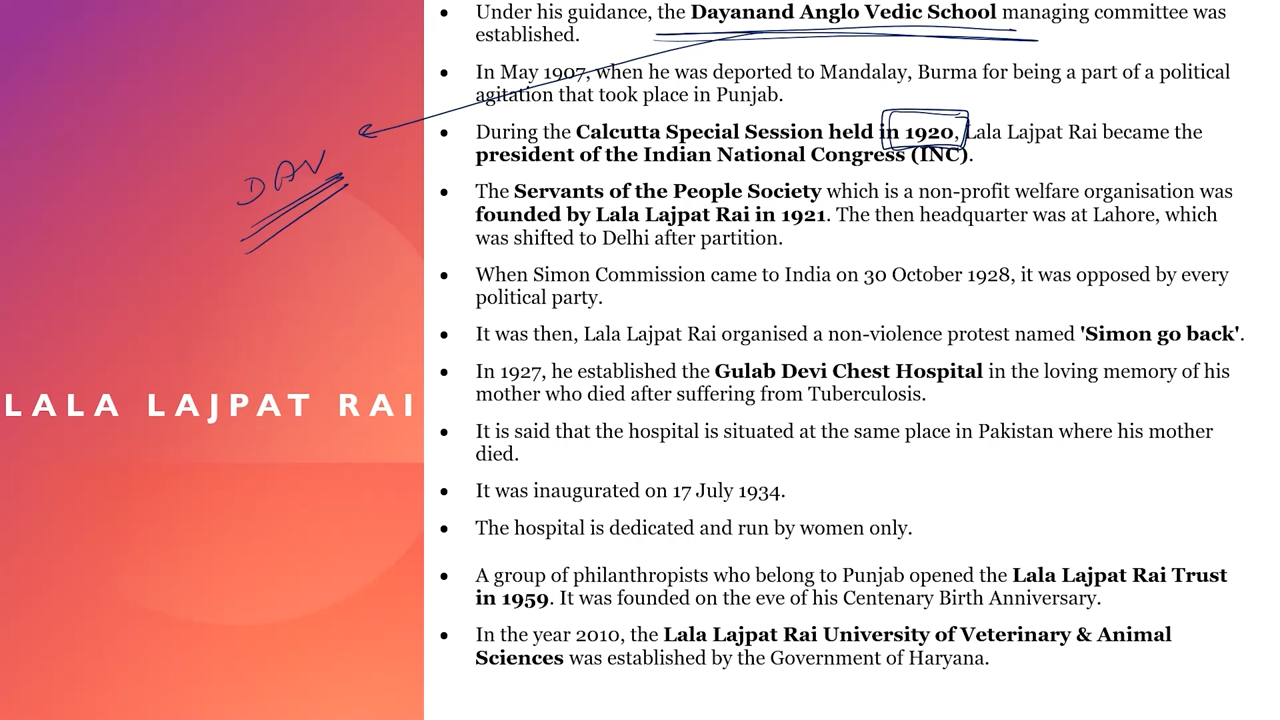 Under his guidance, the Dayanand Anglo Vedic School managing committee was
established.
In May 1907, when he was deported to Mandalay, Burma for being a part of a political
agitation that took place in Punjab.
During the Calcutta Special Session held in 1920, Lala Lajpat Rai became the
president of the Indian National Congress (INC).
DAV
The Servants of the People Society which is a non-profit welfare organisation was
founded by Lala Lajpat Rai in 1921. The then headquarter was at Lahore, which
was shifted to Delhi after partition.
When Simon Commission came to India on 30 October 1928, it was opposed by every
political party.
It was then, Lala Lajpat Rai organised a non-violence protest named 'Simon go back'.
In 1927, he established the Gulab Devi Chest Hospital in the loving memory of his
mother who died after suffering from Tuberculosis.
LALA LAJPAT RAI
It is said that the hospital is situated at the same place in Pakistan where his mother
died.
It was inaugurated on 17 July 1934.
The hospital is dedicated and run by women only.
A group of philanthropists who belong to Punjab opened the Lala Lajpat Rai Trust
in 1959. It was founded on the eve of his Centenary Birth Anniversary.
In the year 2010, the Lala Lajpat Rai University of Veterinary & Animal
Sciences was established by the Government of Haryana.